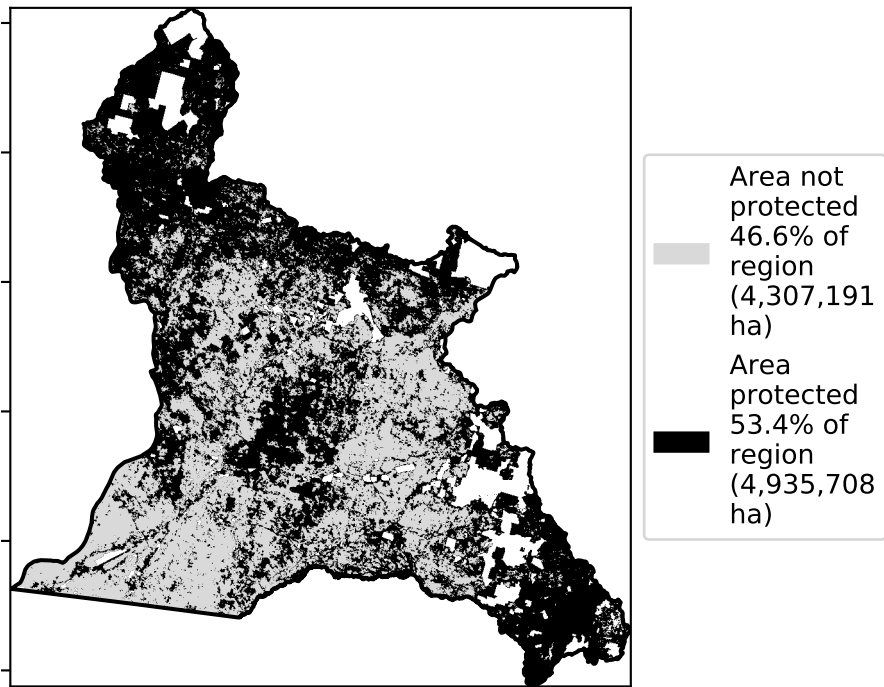 Area not
protected
46.6% of
region
(4,307,191
ha)
Area
protected
53.4% of
region
(4,935,708
ha)